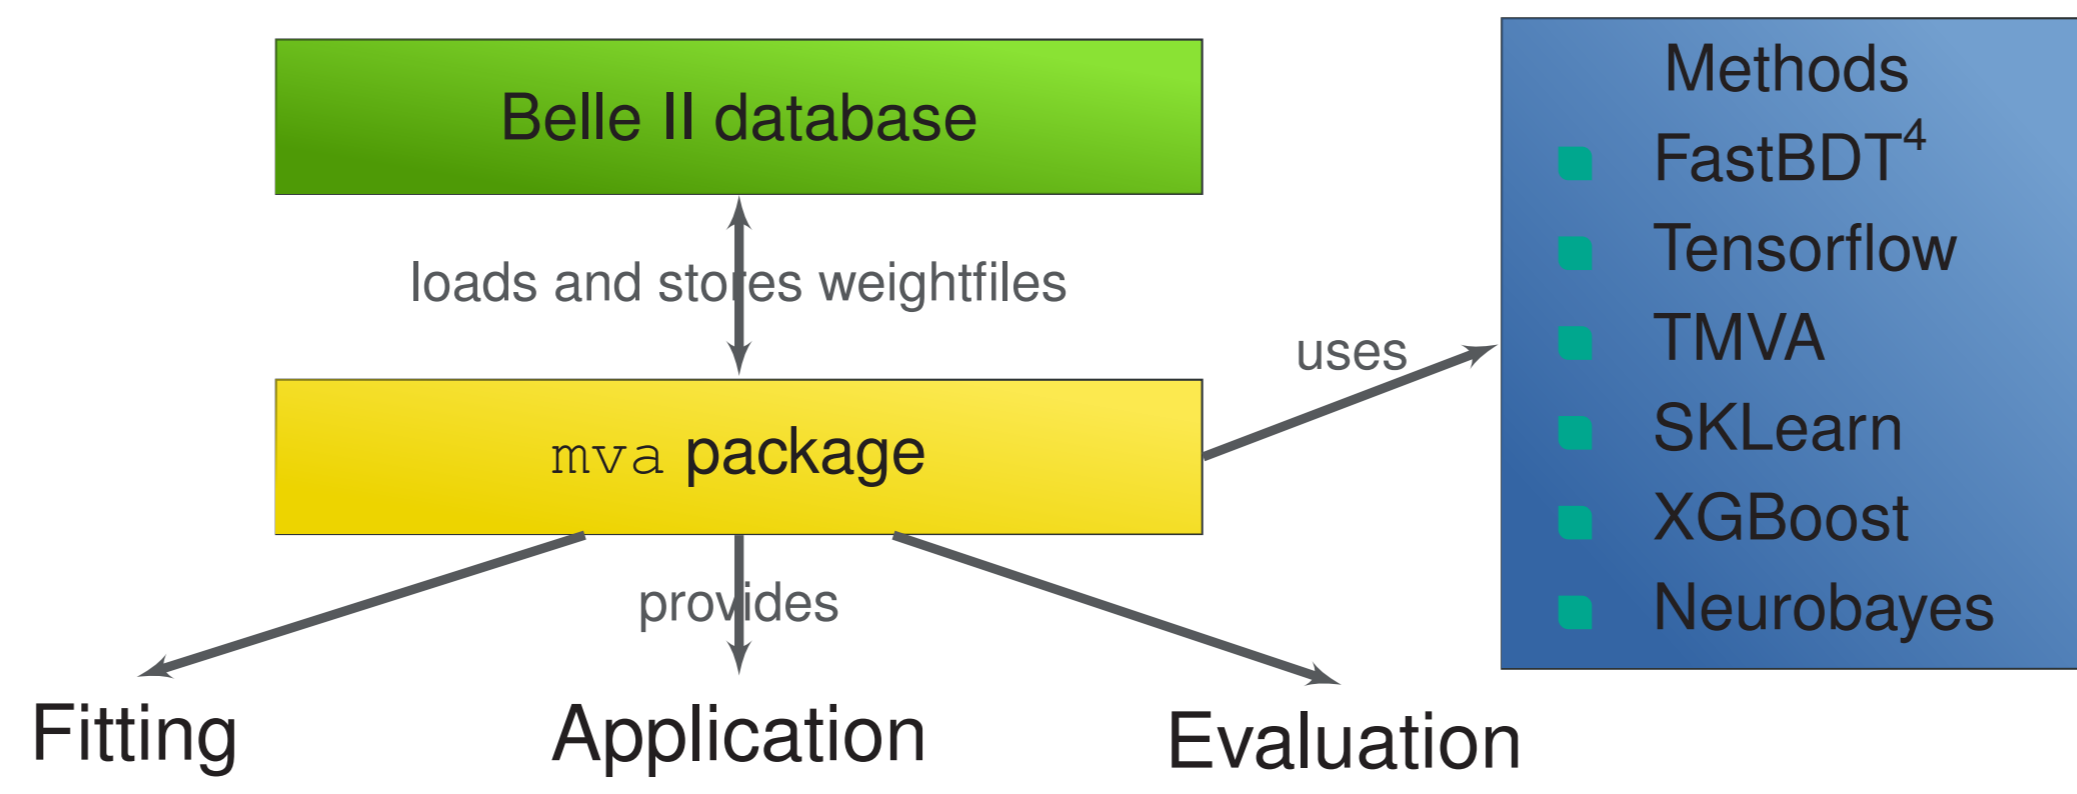 Belle II database
loads and stores weightfiles
mva package
uses
provides
Fitting
Application
Evaluation
Methods
FastBDT⁴
Tensorflow
TMVA
SKLearn
XGBoost
Neurobayes